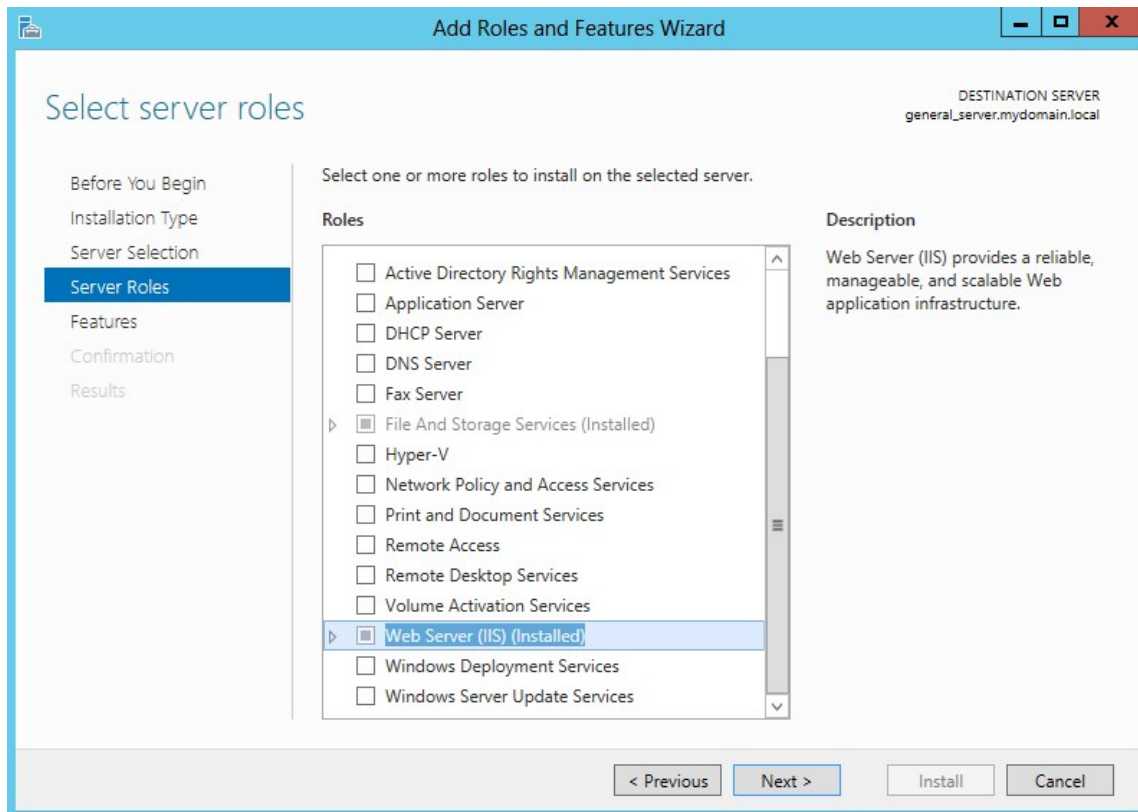 Add Roles and Features Wizard
Select server roles
DESTINATION SERVER
general_server.mydomain.local
Before You Begin
Installation Type
Server Selection
Server Roles
Features
Confirmation
Results
Select one or more roles to install on the selected server.
Roles
Active Directory Rights Management Services
Application Server
DHCP Server
DNS Server
Fax Server
File And Storage Services (Installed)
Hyper-V
Network Policy and Access Services
Print and Document Services
Remote Access
Remote Desktop Services
Volume Activation Services
Web Server (IIS) (Installed)
Windows Deployment Services
Windows Server Update Services
Description
Web Server (IIS) provides a reliable,
manageable, and scalable Web
application infrastructure.
< Previous
Next >
Install
Cancel